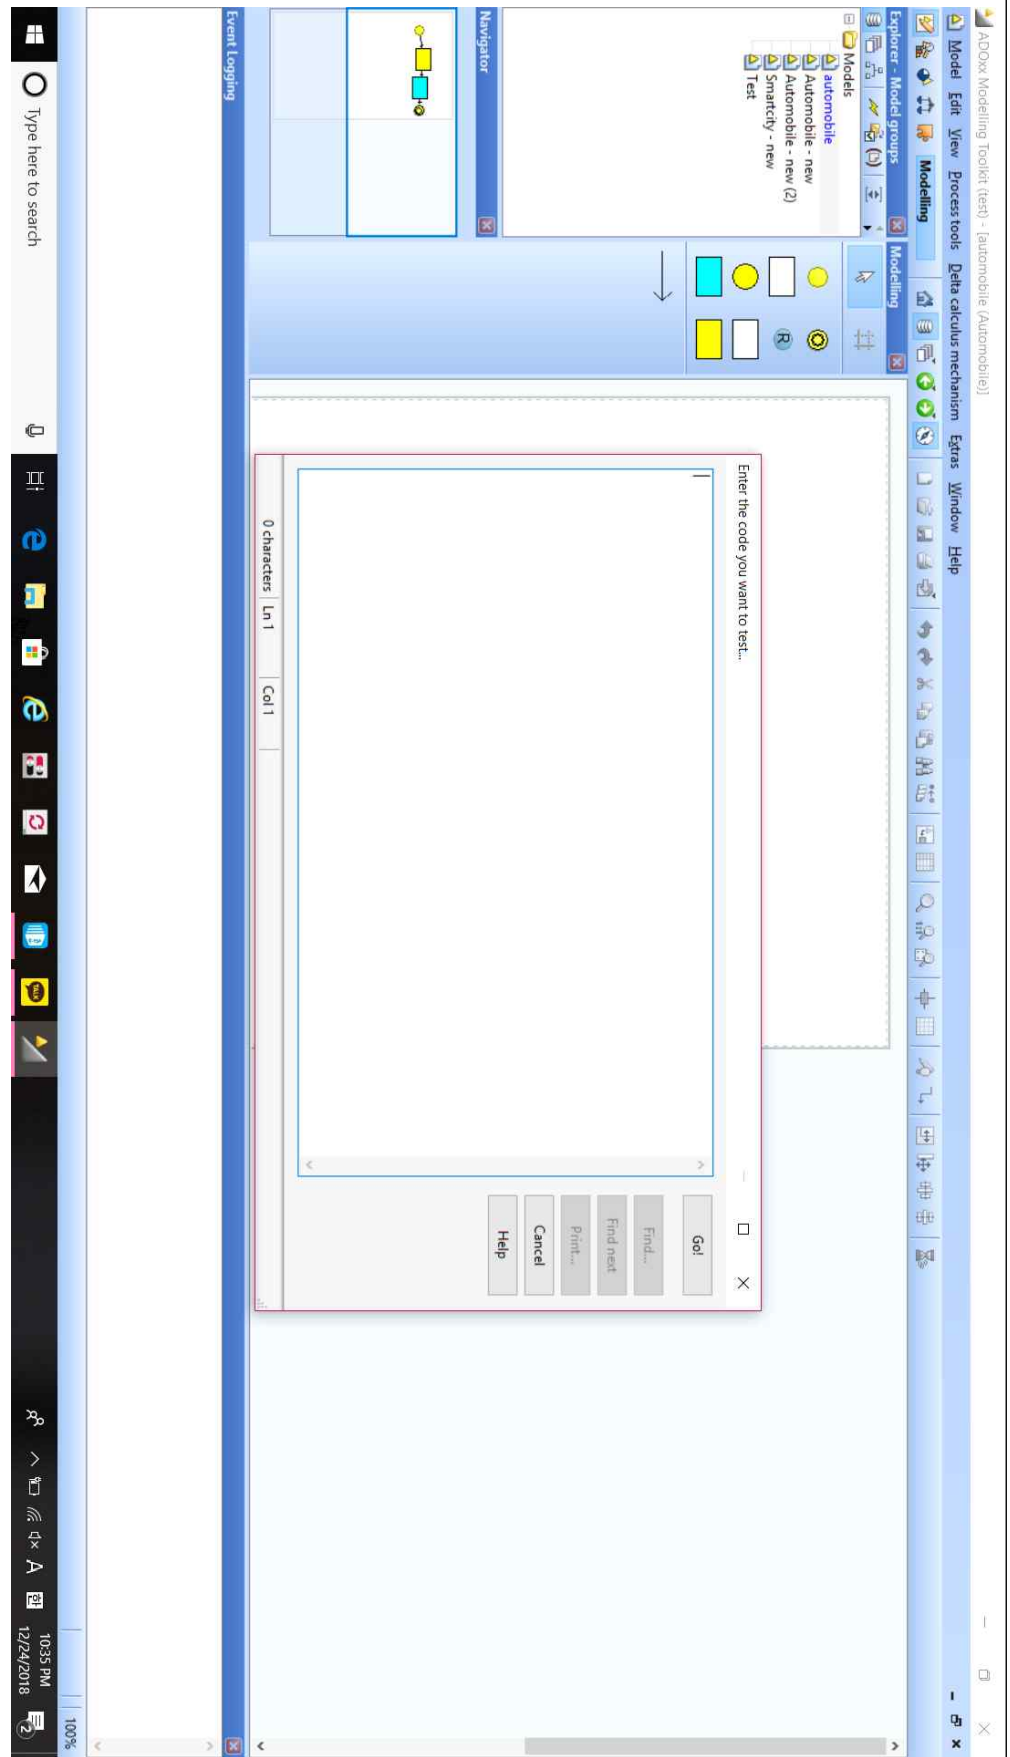 ADOxx Modelling Toolkit (test) - [automobile (Automobile)]
Model Edit View Process tools Delta calculus mechanism Extras Window Help
Modelling
Explorer - Model groups
Models
automobile
Automobile - new
Automobile - new (2)
Smartcity - new
Test
Navigator
Modelling
R
Enter the code you want to test...
Go!
Find...
Find next
Print...
Cancel
Help
0 characters Ln 1 Col 1
Event Logging
100%
Type here to search
TALK
A 한 10:35 PM
12/24/2018
2